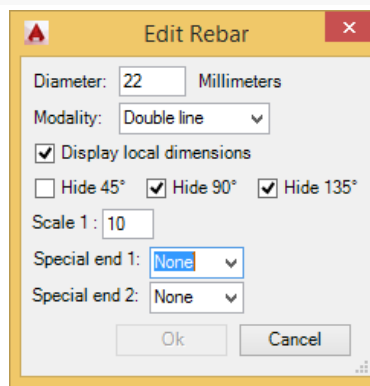 Edit Rebar
Diameter: 22 Millimeters
Modality: Double line
Display local dimensions
Hide 45° Hide 90° Hide 135°
Scale 1 : 10
Special end 1: None
Special end 2: None
Ok Cancel